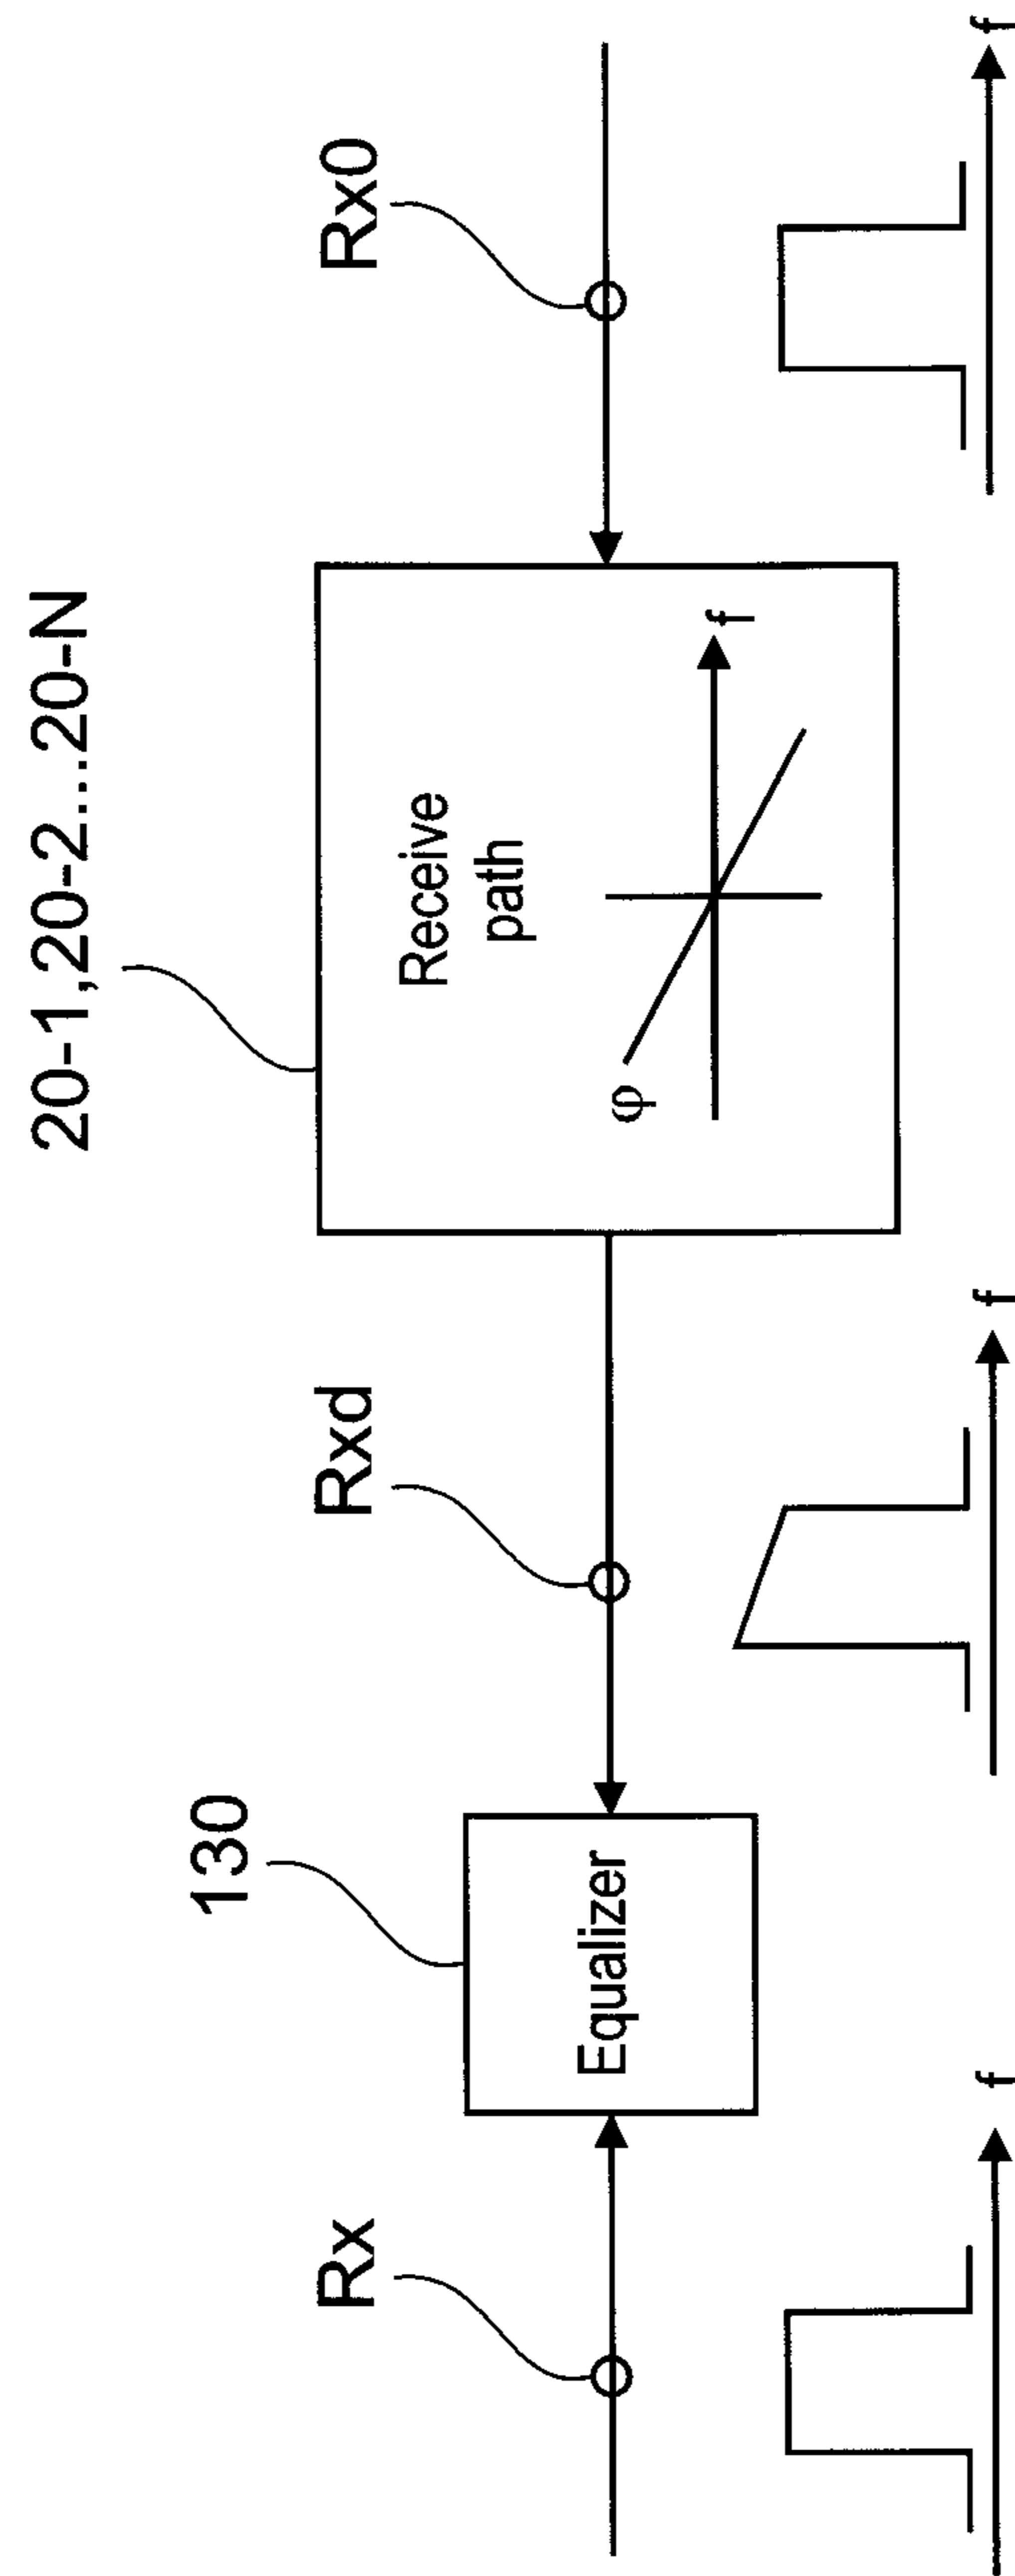 20-1,20-2...20-N
130
Rx
Rxd
Rx0
Equalizer
Receive
path
φ
f
f
f
f